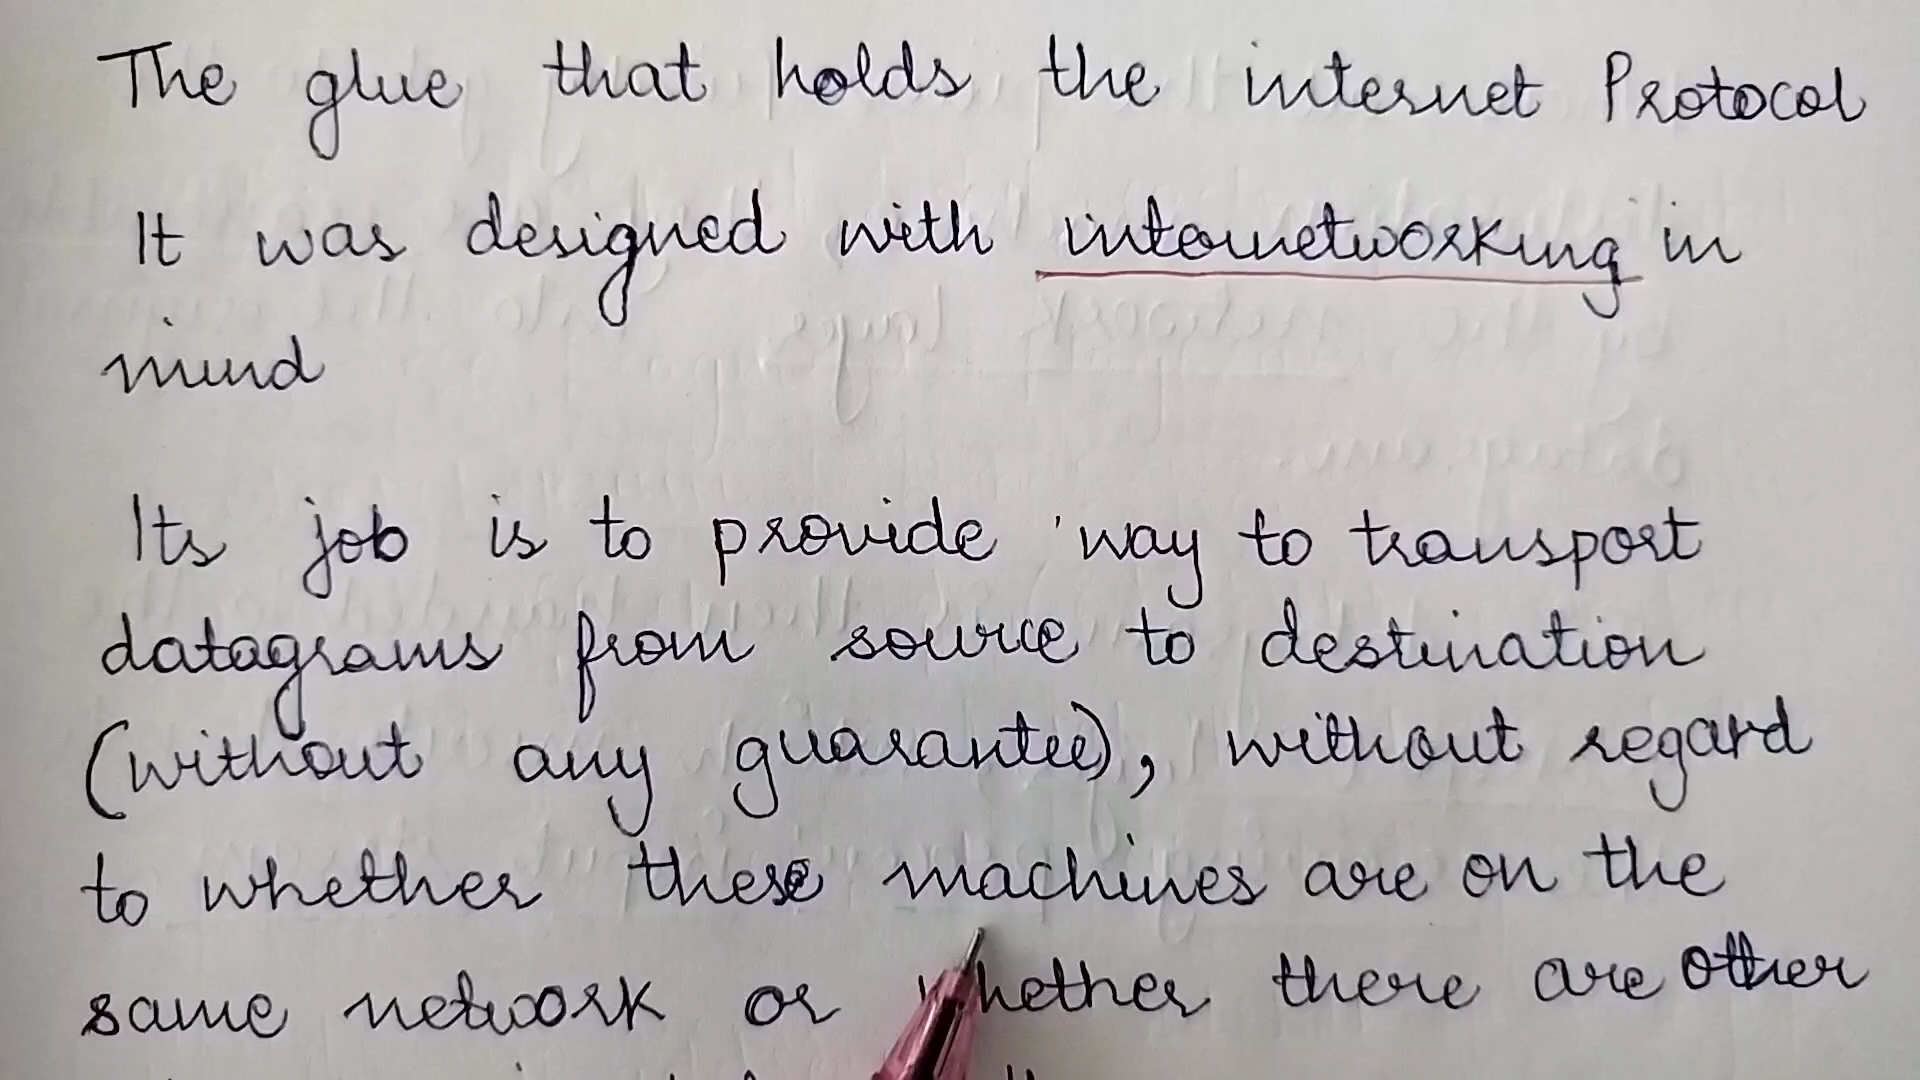 The glue that holds the internet Protocol
It was designed with internetworking in
mind
Its job is to provide way to transport
datagrams from source to destination
(without any guarantee), without regard
to whether these machines are on the
same network or whether there are other